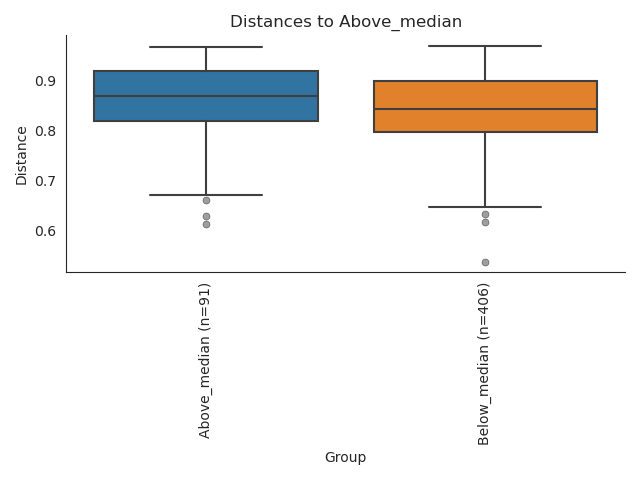 Distances to Above_median
Distance
0.9
0.8
0.7
0.6
Above_median (n=91)
Below_median (n=406)
Group